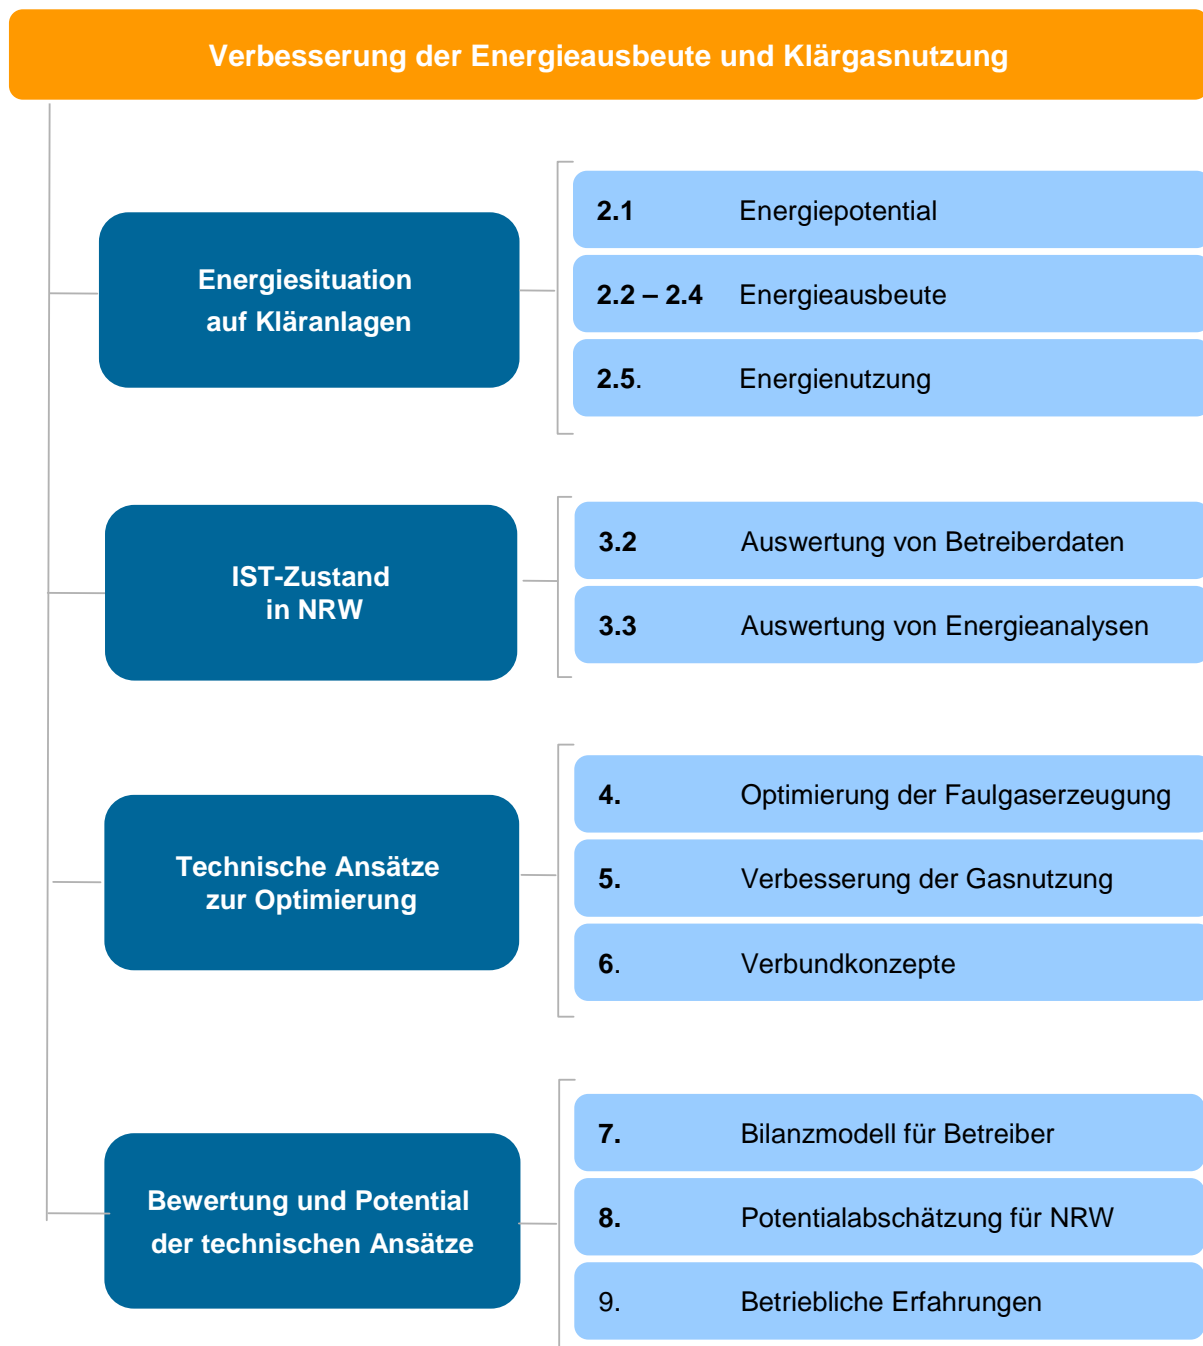 Verbesserung der Energieausbeute und Klärgasnutzung
Energiesituation
auf Kläranlagen
2.1 Energiepotential
2.2 – 2.4 Energieausbeute
2.5. Energienutzung
IST-Zustand
in NRW
3.2 Auswertung von Betreiberdaten
3.3 Auswertung von Energieanalysen
Technische Ansätze
zur Optimierung
4. Optimierung der Faulgaserzeugung
5. Verbesserung der Gasnutzung
6. Verbundkonzepte
Bewertung und Potential
der technischen Ansätze
7. Bilanzmodell für Betreiber
8. Potentialabschätzung für NRW
9. Betriebliche Erfahrungen